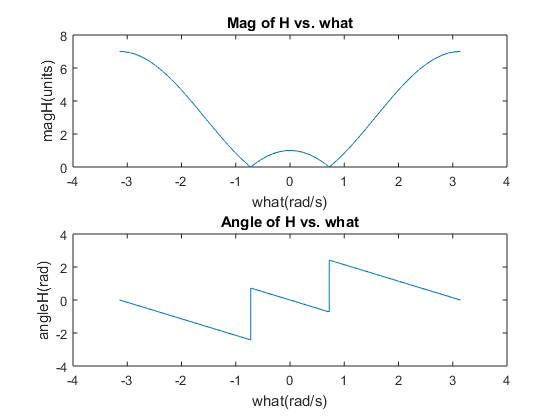 Mag of H vs. what
8
6
4
2
0
magH(units)
-4 -3 -2 -1 0 1 2 3 4
what(rad/s)
Angle of H vs. what
4
2
0
-2
-4
angleH(rad)
-4 -3 -2 -1 0 1 2 3 4
what(rad/s)